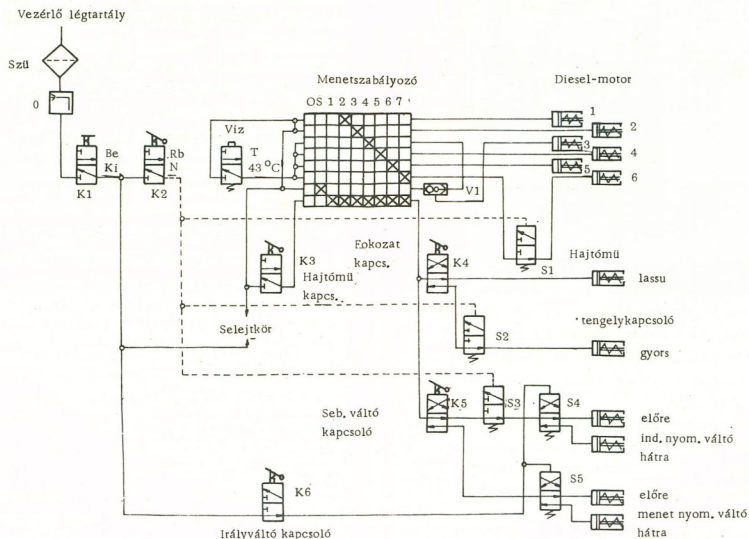 Vezérlő légtartály
Szü
0
Be
Ki
K1
Rb
N
K2
Viz
T
43 °C
Menetszabályozó
OS 1 2 3 4 5 6 7
V1
Diesel-motor
1
2
3
4
5
6
K3
Hajtómü
kapcs.
Fokozat
kapcs.
K4
S1
Hajtómü
lassu
Selejtkör
S2
tengelykapcsoló
gyors
Seb. váltó
kapcsoló
K5
S3
S4
előre
ind. nyom. váltó
hátra
S5
előre
menet nyom. váltó
hátra
K6
Irályváltó kapcsoló